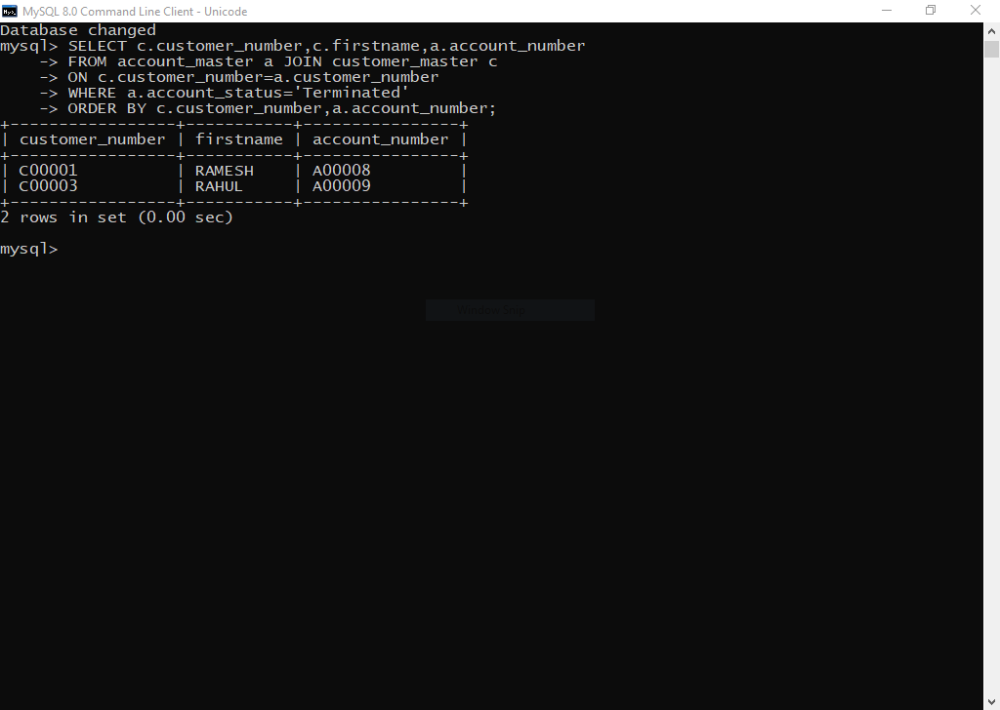 MySQL 8.0 Command Line Client - Unicode
Database changed
mysql> SELECT c.customer_number,c.firstname,a.account_number
    -> FROM account_master a JOIN customer_master c
    -> ON c.customer_number=a.customer_number
    -> WHERE a.account_status='Terminated'
    -> ORDER BY c.customer_number,a.account_number;
+-----------------+-----------+----------------+
| customer_number | firstname | account_number |
+-----------------+-----------+----------------+
| C00001          | RAMESH    | A00008         |
| C00003          | RAHUL     | A00009         |
+-----------------+-----------+----------------+
2 rows in set (0.00 sec)
mysql>